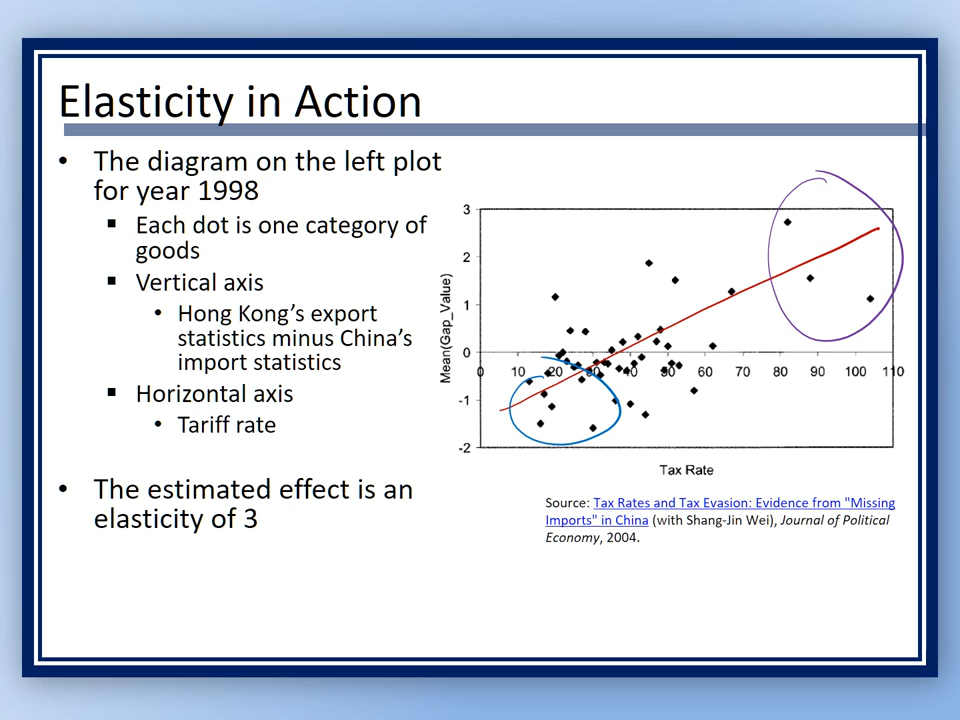 Elasticity in Action
• The diagram on the left plot
for year 1998
▪ Each dot is one category of
goods
▪ Vertical axis
• Hong Kong’s export
statistics minus China’s
import statistics
▪ Horizontal axis
• Tariff rate
• The estimated effect is an
elasticity of 3
Mean(Gap_Value)
3
2
1
0
-1
-2
0 10 20 30 40 50 60 70 80 90 100 110
Tax Rate
Source: Tax Rates and Tax Evasion: Evidence from "Missing
Imports" in China (with Shang-Jin Wei), Journal of Political
Economy, 2004.